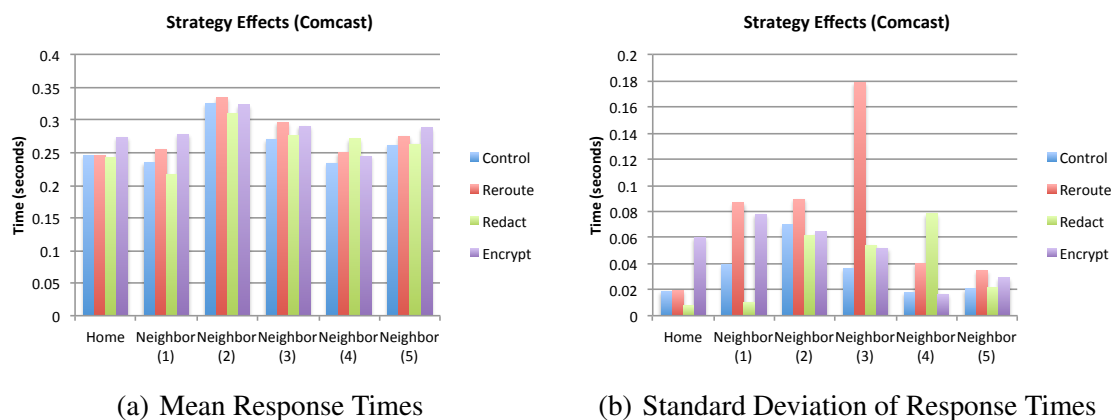 Strategy Effects (Comcast)
Time (seconds)
0.4
0.35
0.3
0.25
0.2
0.15
0.1
0.05
0
Home
Neighbor (1)
Neighbor (2)
Neighbor (3)
Neighbor (4)
Neighbor (5)
Control
Reroute
Redact
Encrypt
(a) Mean Response Times
Strategy Effects (Comcast)
Time (seconds)
0.2
0.18
0.16
0.14
0.12
0.1
0.08
0.06
0.04
0.02
0
Home
Neighbor (1)
Neighbor (2)
Neighbor (3)
Neighbor (4)
Neighbor (5)
Control
Reroute
Redact
Encrypt
(b) Standard Deviation of Response Times